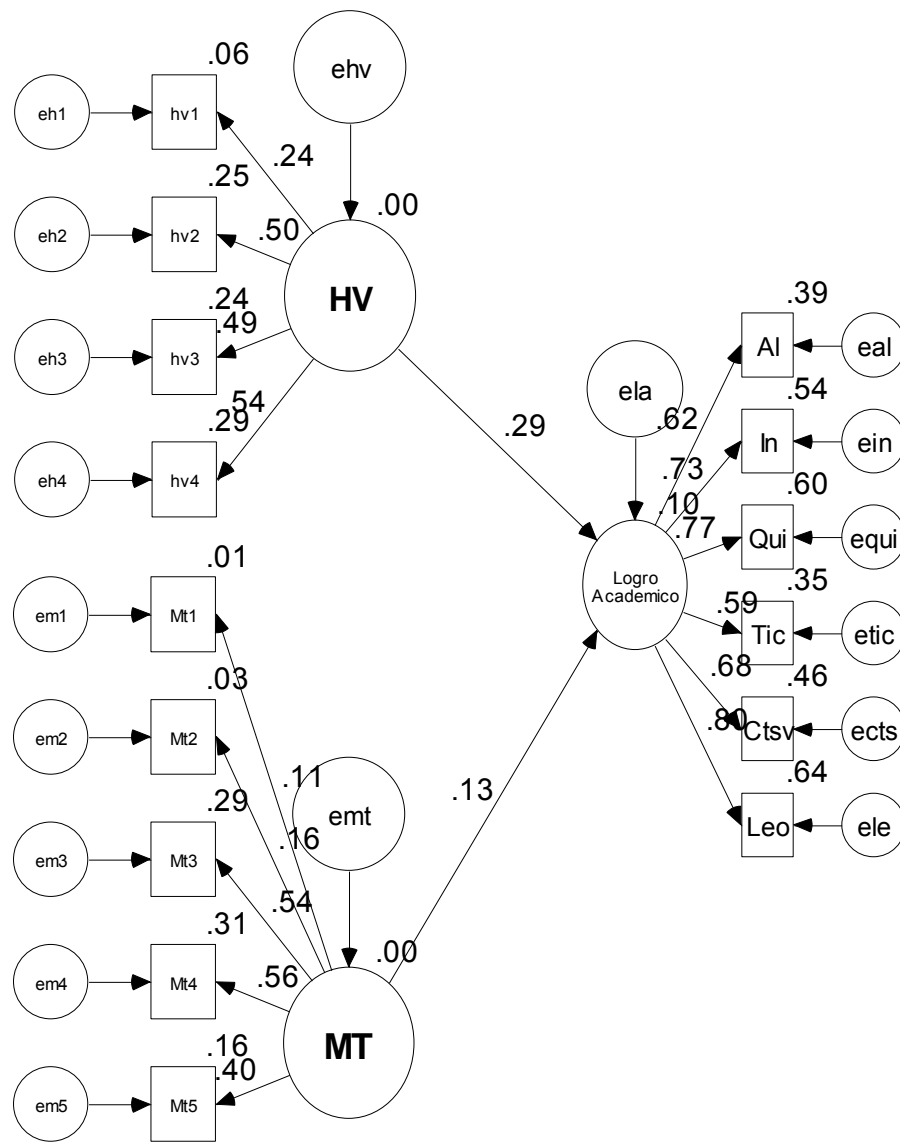 .06
ehv
eh1
hv1
.24
.25
.00
eh2
hv2
.50
HV
.24
.49
eh3
hv3
.54
.29
eh4
hv4
.39
Al
eal
ela
.29
.62
.54
In
ein
.73
.10
.60
.77
Qui
equi
Logro
Academico
.35
.59
Tic
etic
.68
.46
Ctsv
ects
.80
.64
Leo
ele
.01
em1
Mt1
.03
em2
Mt2
.11
.13
.29
.16
emt
em3
Mt3
.54
.31
.00
em4
Mt4
.56
MT
.16
.40
em5
Mt5